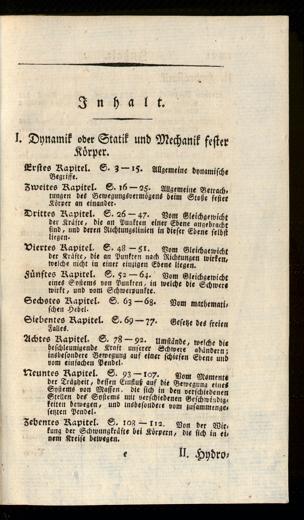 Inhalt.
I. Dynamik oder Statik und Mechanik fester
Körper.
Erstes Kapitel. S. 3—15. Allgemeine dynamische
Begriffe.
Zweites Kapitel. S. 16—25. Allgemeine Betrach-
tungen des Bewegungsvermögens beim Stoße fester
Körper an einander.
Drittes Kapitel. S. 26—47. Vom Gleichgewicht
der Kräfte, die an Punkten einer Ebene angebracht
sind, und deren Richtungslinien in dieser Ebene selbst
liegen.
Viertes Kapitel. S. 48—51. Vom Gleichgewicht
der Kräfte, die an Punkten nach Richtungen wirken,
welche nicht in einer einzigen Ebene liegen.
Fünftes Kapitel. S. 52—64. Vom Gleichgewicht
eines Systems von Punkten, in welche die Schwere
wirkt, und vom Schwerpunkte.
Sechstes Kapitel. S. 63—68. Vom mathemati-
schen Hebel.
Siebentes Kapitel. S. 69—77. Gesetze des freien
Falles.
Achtes Kapitel. S. 78—92. Umstände, welche die
beschleunigende Kraft unserer Schwere abändern;
insbesondere Bewegung auf einer schiefen Ebene und
vom einfachen Pendel.
Neuntes Kapitel. S. 93—107. Vom Momente
der Trägheit, dessen Einfluß auf die Bewegung eines
Systems von Massen, die sich in den verschiedenen
Stellen des Systems mit verschiedenen Geschwindig-
keiten bewegen, und insbesondere vom zusammenge-
setzten Pendel.
Zehentes Kapitel. S. 108—112. Von der Wir-
kung der Schwungkräfte bei Körpern, die sich in ei-
nem Kreise bewegen.
e II. Hydro-